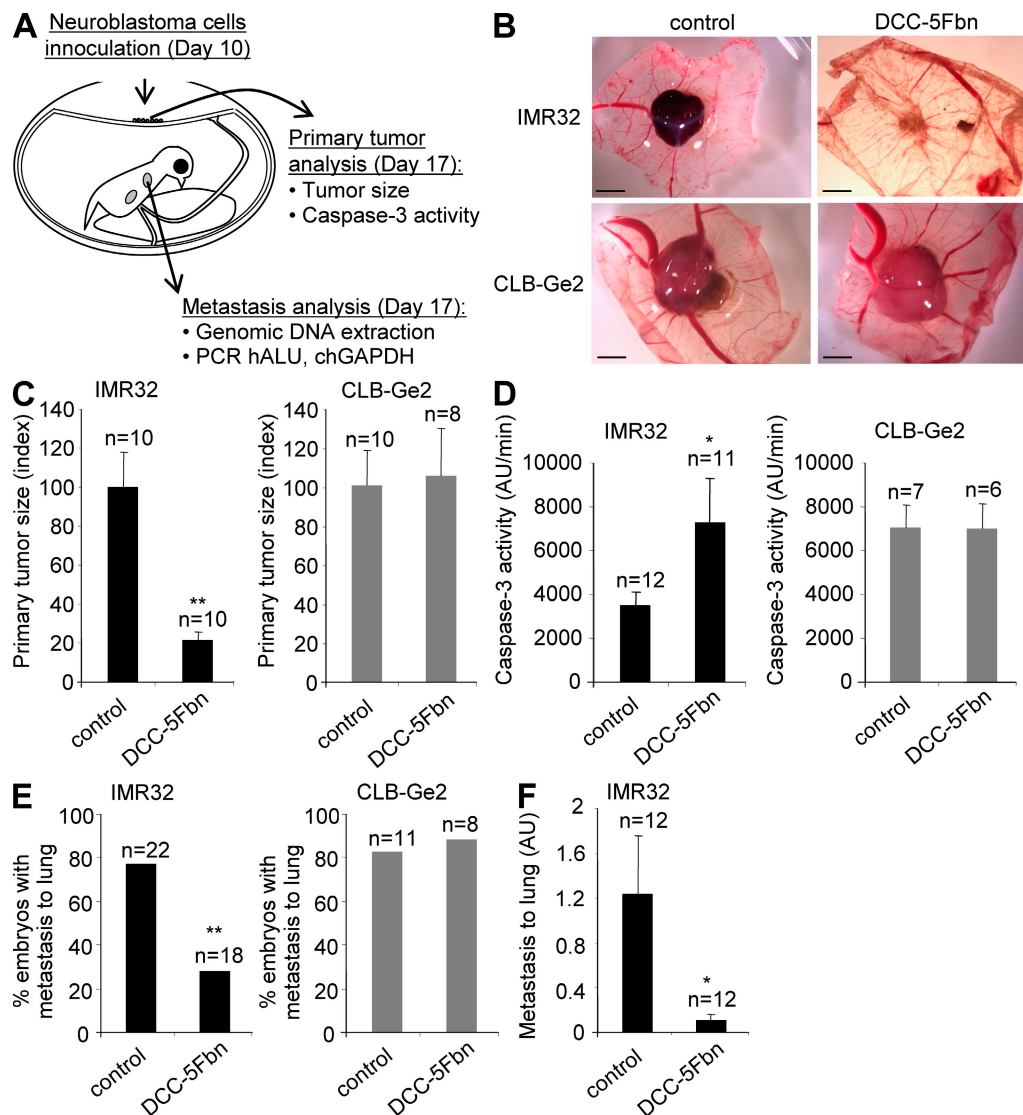 A
Neuroblastoma cells
innoculation (Day 10)
Primary tumor
analysis (Day 17):
• Tumor size
• Caspase-3 activity
Metastasis analysis (Day 17):
• Genomic DNA extraction
• PCR hALU, chGAPDH
B
control
DCC-5Fbn
IMR32
CLB-Ge2
C
IMR32
Primary tumor size (index)
140
120
100
80
60
40
20
0
n=10
**
n=10
control
DCC-5Fbn
CLB-Ge2
Primary tumor size (index)
140
120
100
80
60
40
20
0
n=10
n=8
control
DCC-5Fbn
D
IMR32
Caspase-3 activity (AU/min)
10000
8000
6000
4000
2000
0
n=12
*
n=11
control
DCC-5Fbn
CLB-Ge2
Caspase-3 activity (AU/min)
10000
8000
6000
4000
2000
0
n=7
n=6
control
DCC-5Fbn
E
IMR32
% embryos with
metastasis to lung
100
80
60
40
20
0
n=22
**
n=18
control
DCC-5Fbn
CLB-Ge2
% embryos with
metastasis to lung
100
80
60
40
20
0
n=11
n=8
control
DCC-5Fbn
F
IMR32
Metastasis to lung (AU)
2
1.6
1.2
0.8
0.4
0
n=12
*
n=12
control
DCC-5Fbn